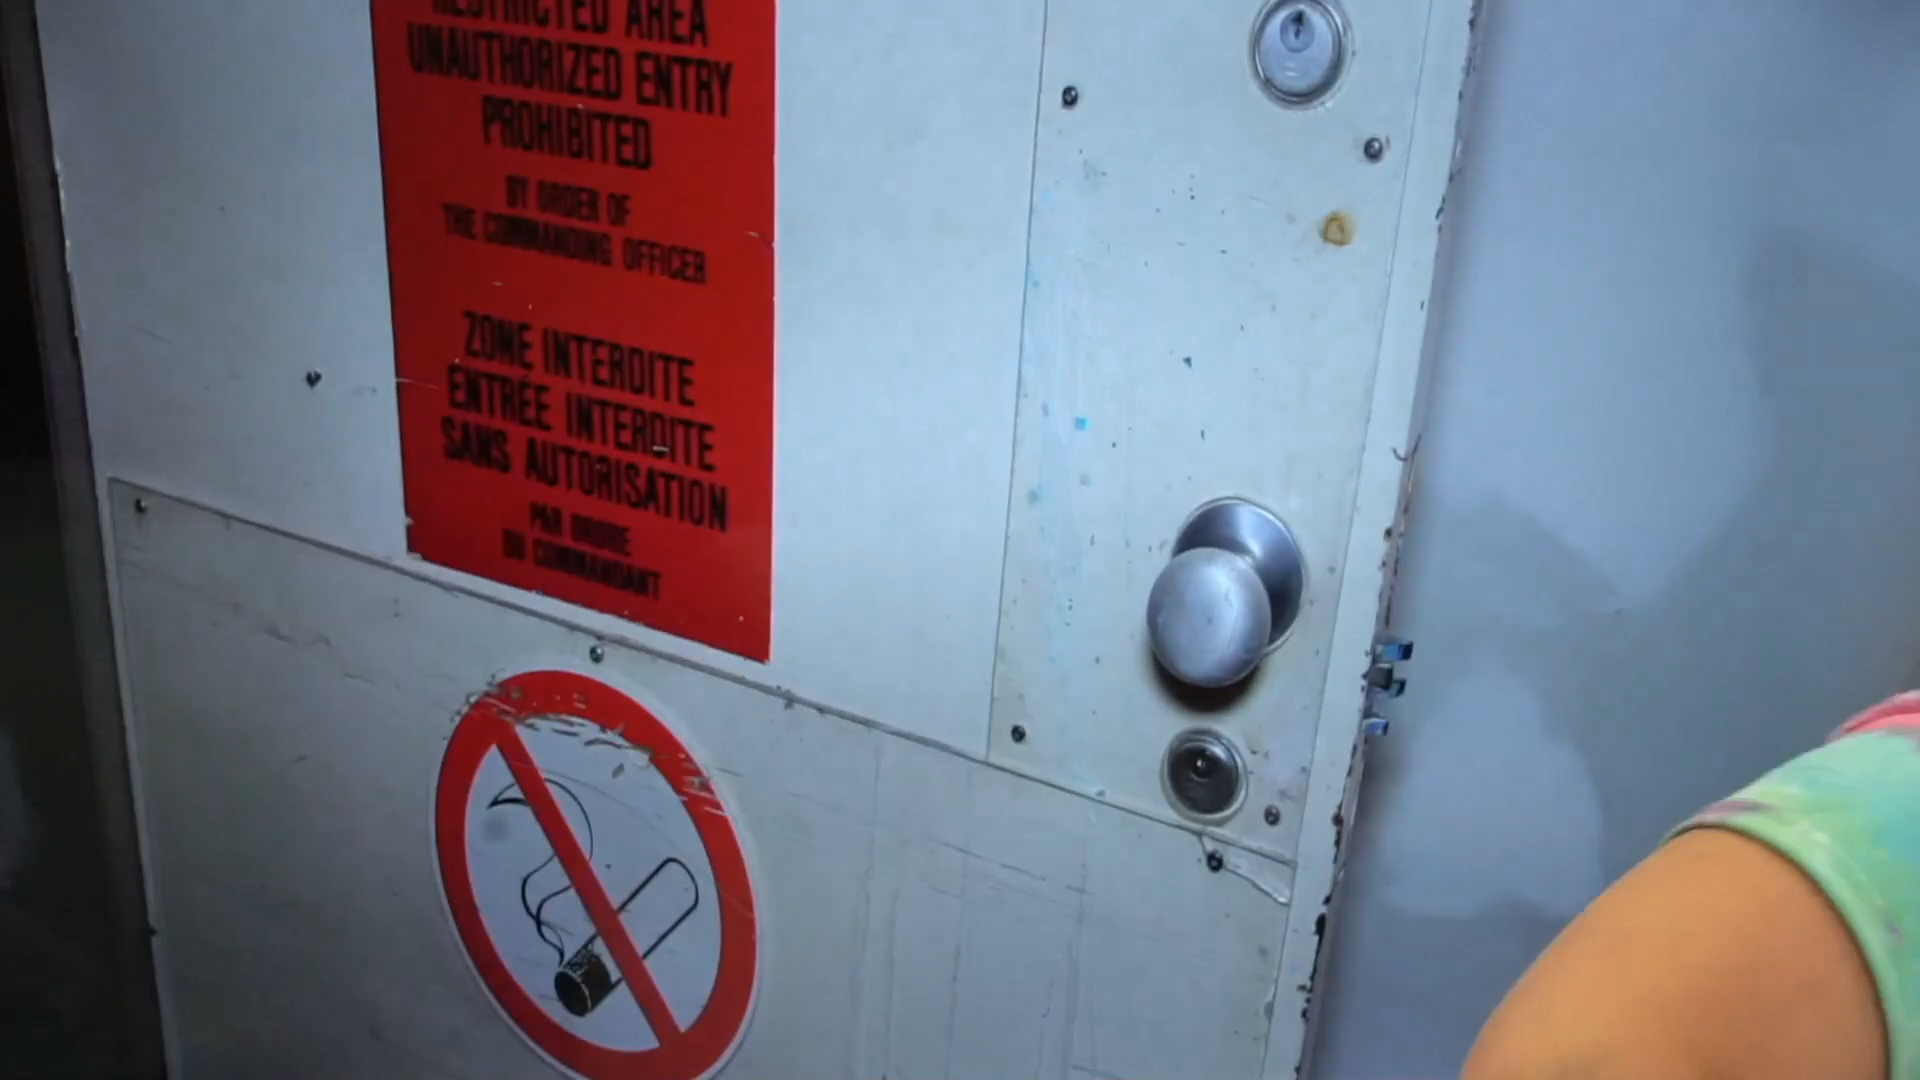 RESTRICTED AREA
UNAUTHORIZED ENTRY
PROHIBITED
BY ORDER OF
THE COMMANDING OFFICER
ZONE INTERDITE
ENTRÉE INTERDITE
SANS AUTORISATION
PAR ORDRE
DU COMMANDANT